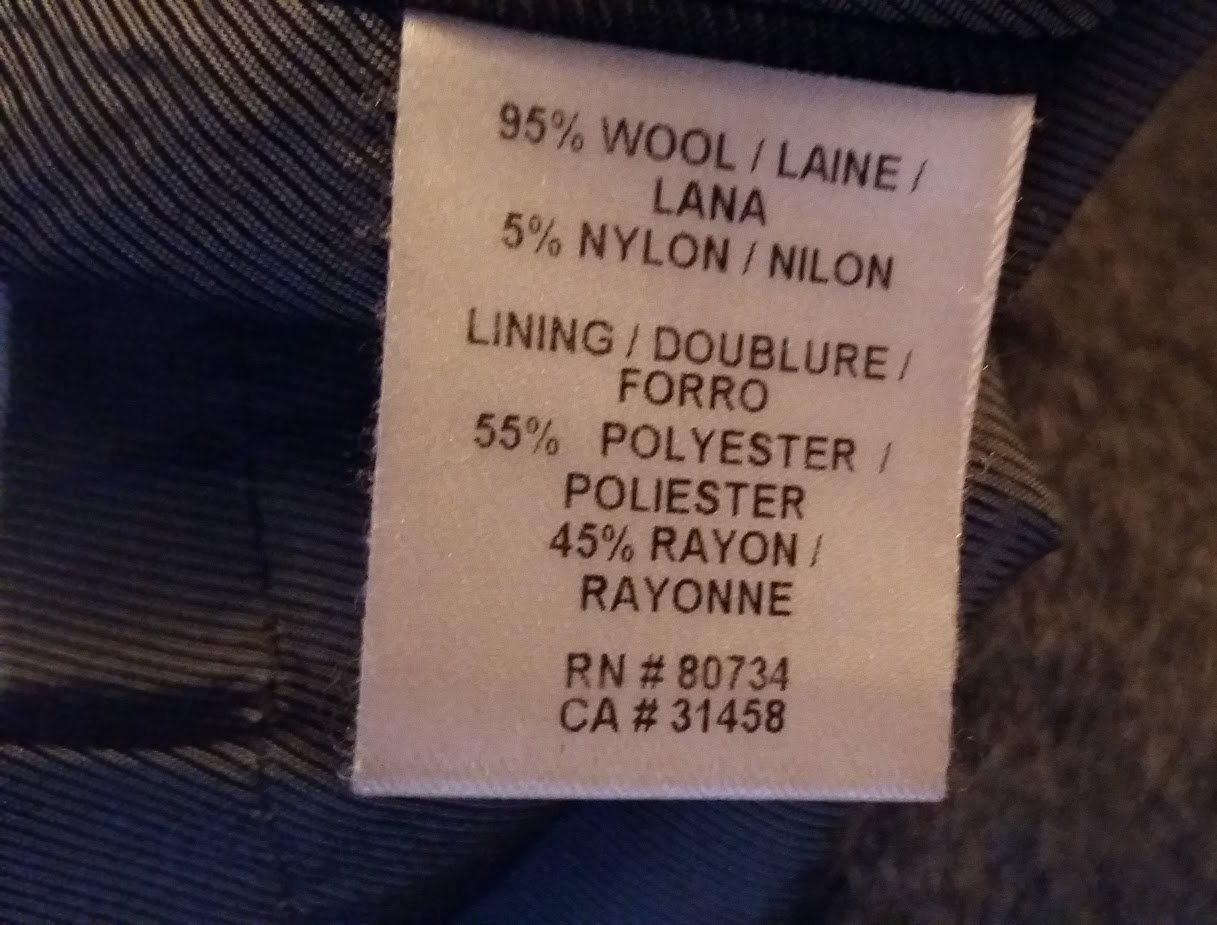 95% WOOL / LAINE /
LANA
5% NYLON / NILON
LINING / DOUBLURE /
FORRO
55% POLYESTER /
POLIESTER
45% RAYON /
RAYONNE
RN # 80734
CA # 31458